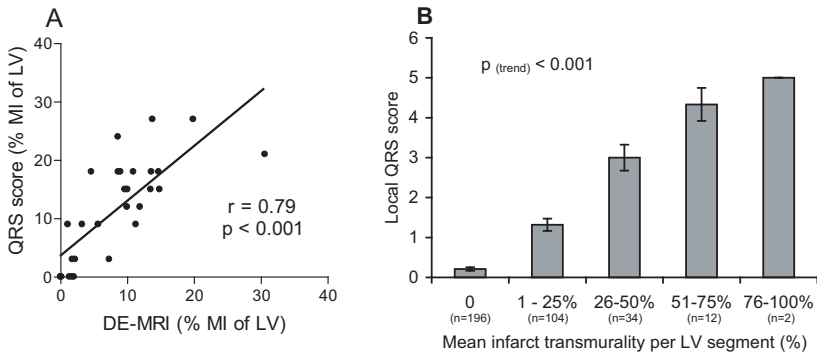 A
QRS score (% MI of LV)
40
30
20
10
0
r = 0.79
p < 0.001
0 10 20 30 40
DE-MRI (% MI of LV)
B
Local QRS score
6
5
4
3
2
1
0
p (trend) < 0.001
0 1 - 25% 26-50% 51-75% 76-100%
(n=196) (n=104) (n=34) (n=12) (n=2)
Mean infarct transmurality per LV segment (%)